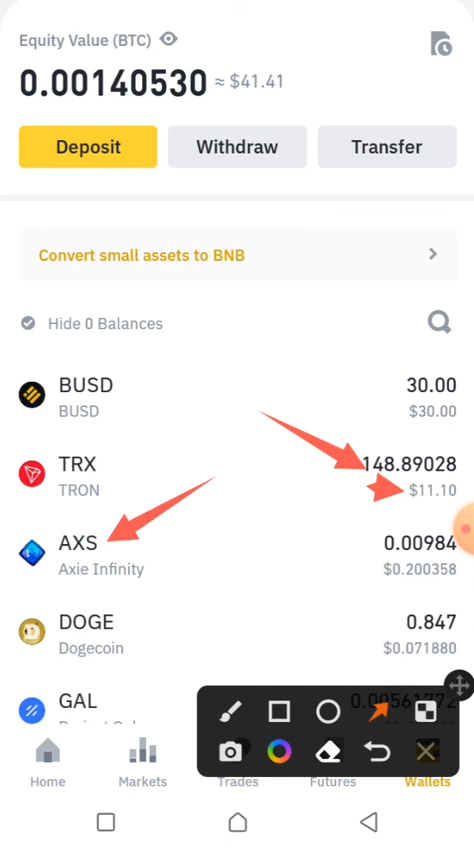 Equity Value (BTC)
0.00140530 ≈ $41.41
Deposit Withdraw Transfer
Convert small assets to BNB
Hide 0 Balances
BUSD 30.00
BUSD $30.00
TRX 148.89028
TRON $11.10
AXS 0.00984
Axie Infinity $0.200358
DOGE 0.847
Dogecoin $0.071880
GAL 0.00561772
Home Markets Trades Futures Wallets